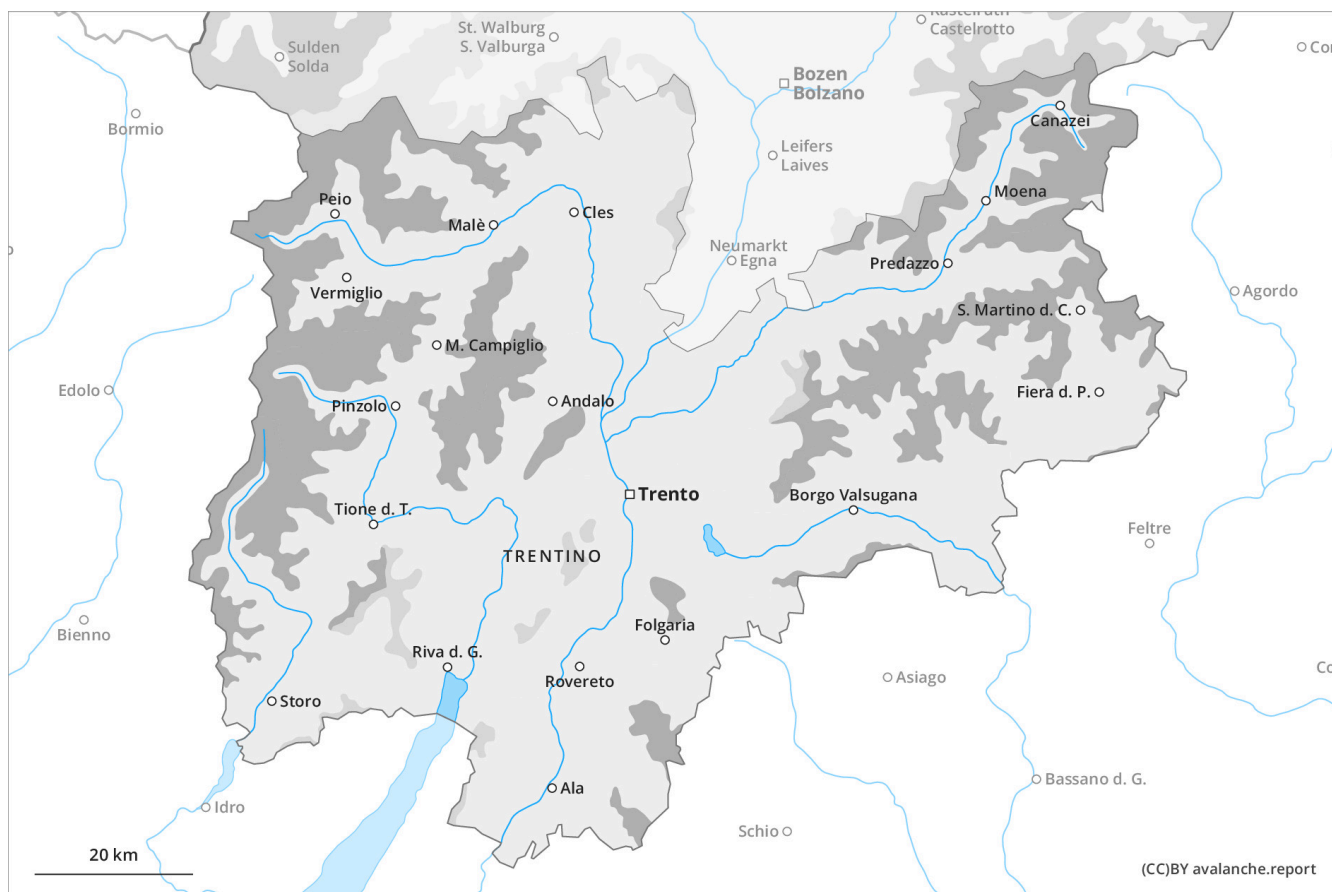 Kastelruth
Castelrotto
St. Walburg
S. Valburga
Sulden
Solda
Bozen
Bolzano
Bormio
Canazei
Leifers
Laives
Moena
Peio
Malè
Cles
Neumarkt
Egna
Predazzo
Vermiglio
Agordo
S. Martino d. C.
M. Campiglio
Edolo
Pinzolo
Andalo
Fiera d. P.
Trento
Borgo Valsugana
Tione d. T.
Feltre
TRENTINO
Bienno
Folgaria
Riva d. G.
Rovereto
Asiago
Storo
Bassano d. G.
Ala
Idro
Schio
20 km
(CC)BY avalanche.report